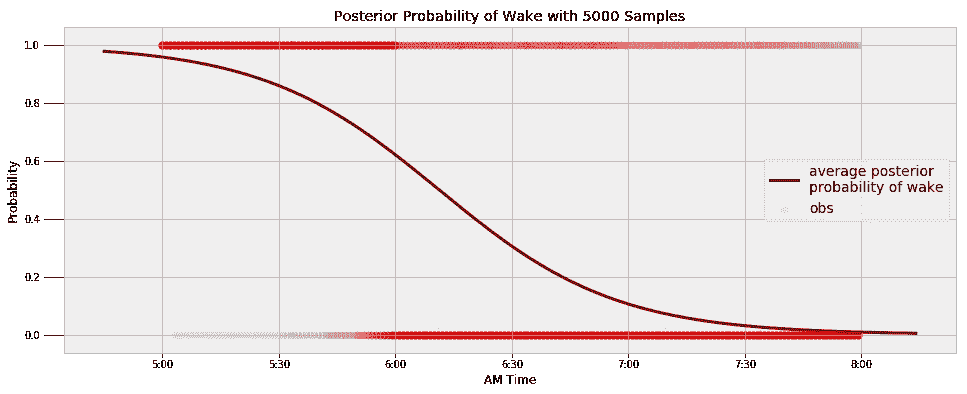 Posterior Probability of Wake with 5000 Samples
1.0
0.8
0.6
0.4
0.2
0.0
Probability
average posterior
probability of wake
obs
5:00 5:30 6:00 6:30 7:00 7:30 8:00
AM Time